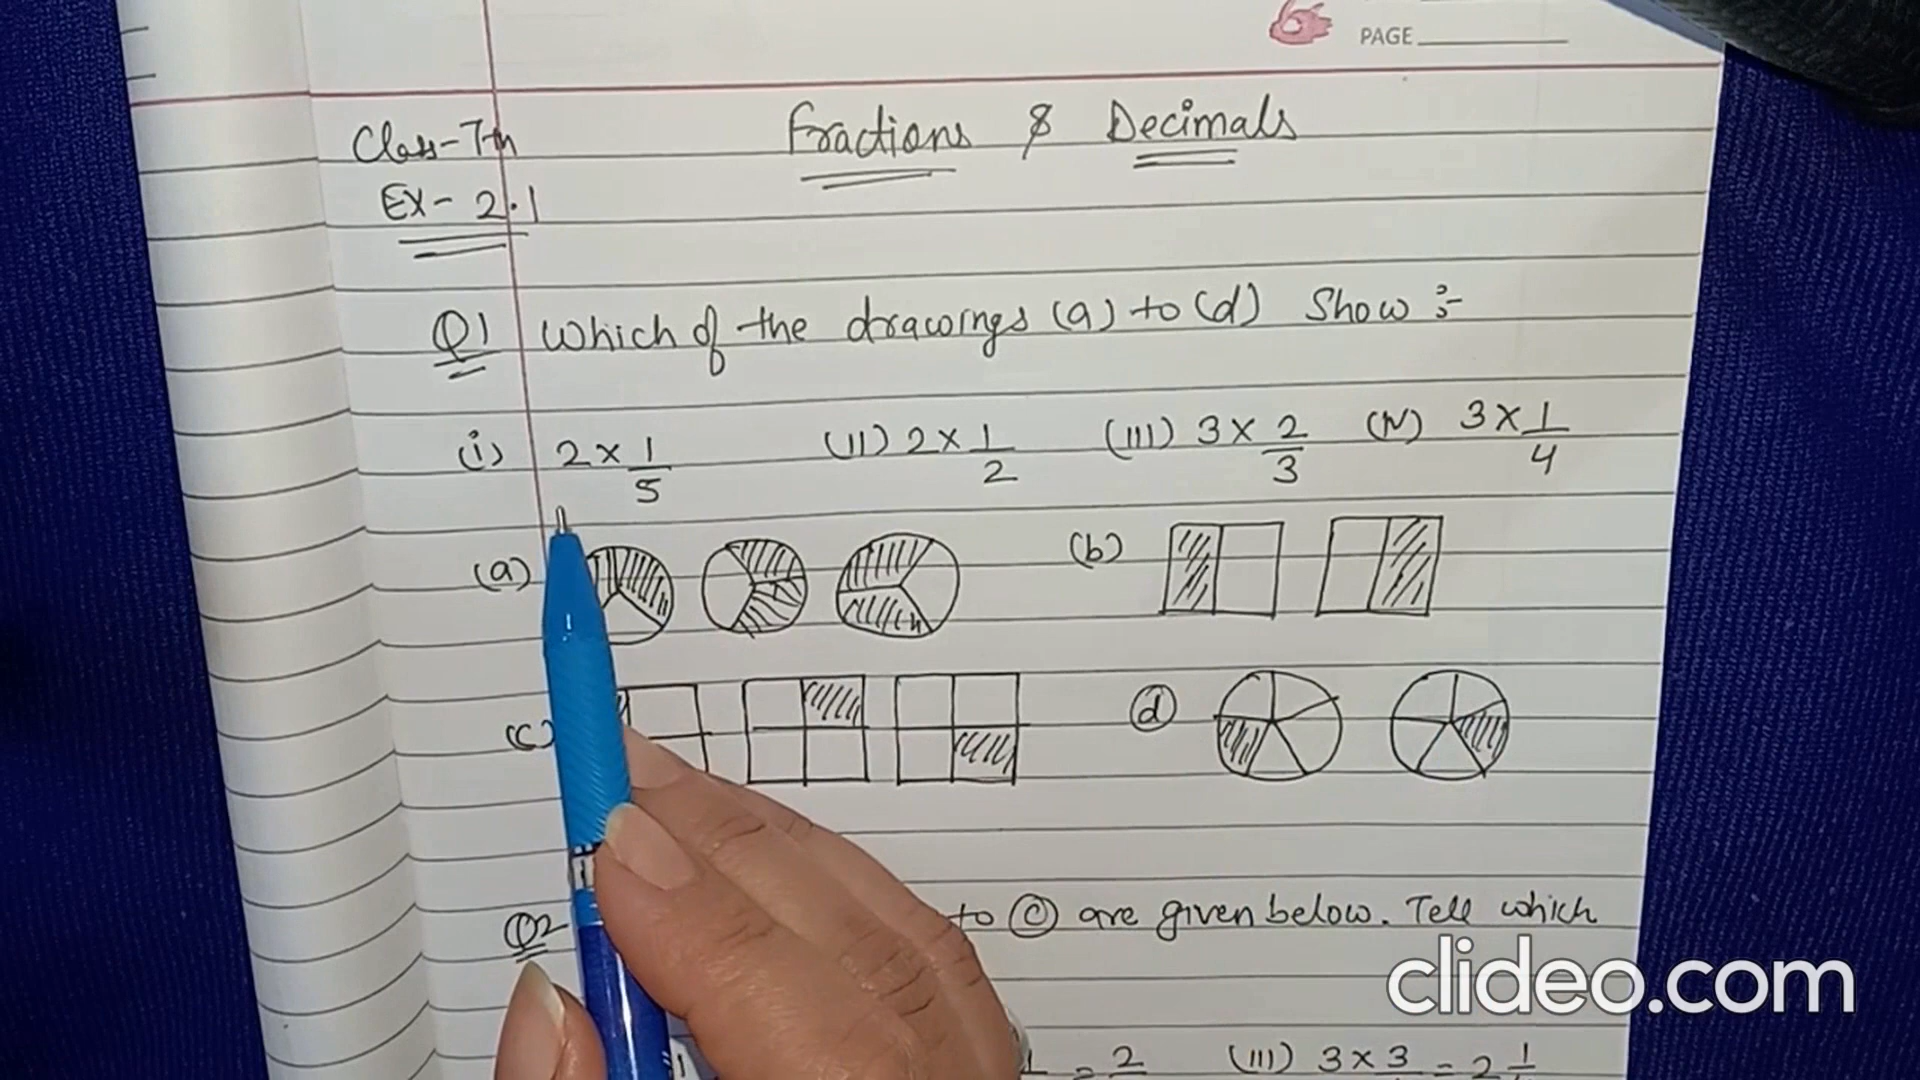 PAGE
Class-7th
Fractions & Decimals
Ex- 2.1
Q1 Which of the drawings (a) to (d) Show :-
(i) 2 × 1/5 (II) 2 × 1/2 (III) 3 × 2/3 (IV) 3 × 1/4
(a) (b)
(c) (d)
Q2 to (c) are given below. Tell which
clideo.com
= 2 (III) 3 × 3 = 2 1